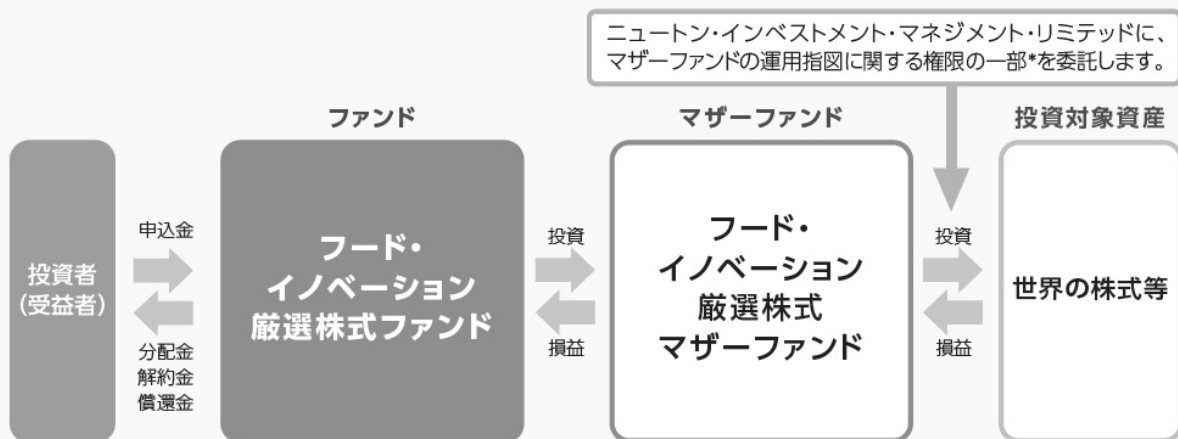 ニュートン・インベストメント・マネジメント・リミテッドに、
マザーファンドの運用指図に関する権限の一部*を委託します。
ファンド
マザーファンド
投資対象資産
投資者
(受益者)
申込金
分配金
解約金
償還金
フード・
イノベーション
厳選株式ファンド
投資
損益
フード・
イノベーション
厳選株式
マザーファンド
投資
損益
世界の株式等